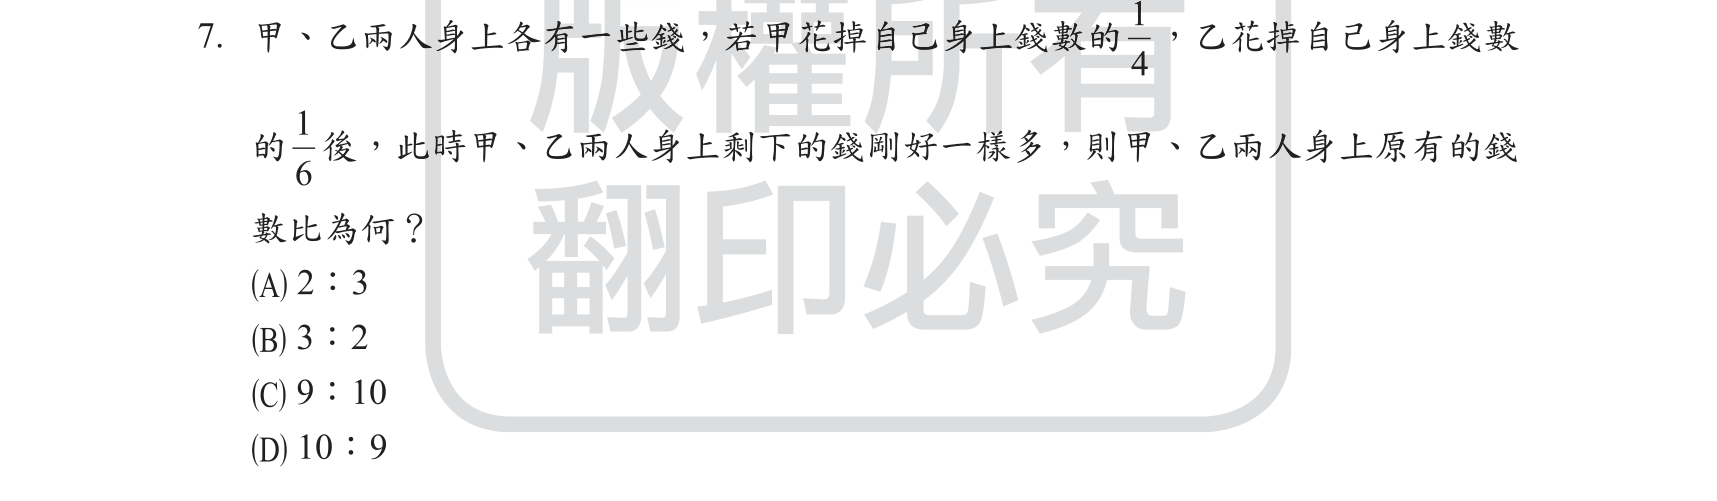 7. 甲、乙兩人身上各有一些錢，若甲花掉自己身上錢數的1/4，乙花掉自己身上錢數
的1/6後，此時甲、乙兩人身上剩下的錢剛好一樣多，則甲、乙兩人身上原有的錢
數比為何？
(A) 2：3
(B) 3：2
(C) 9：10
(D) 10：9
版權所有
翻印必究